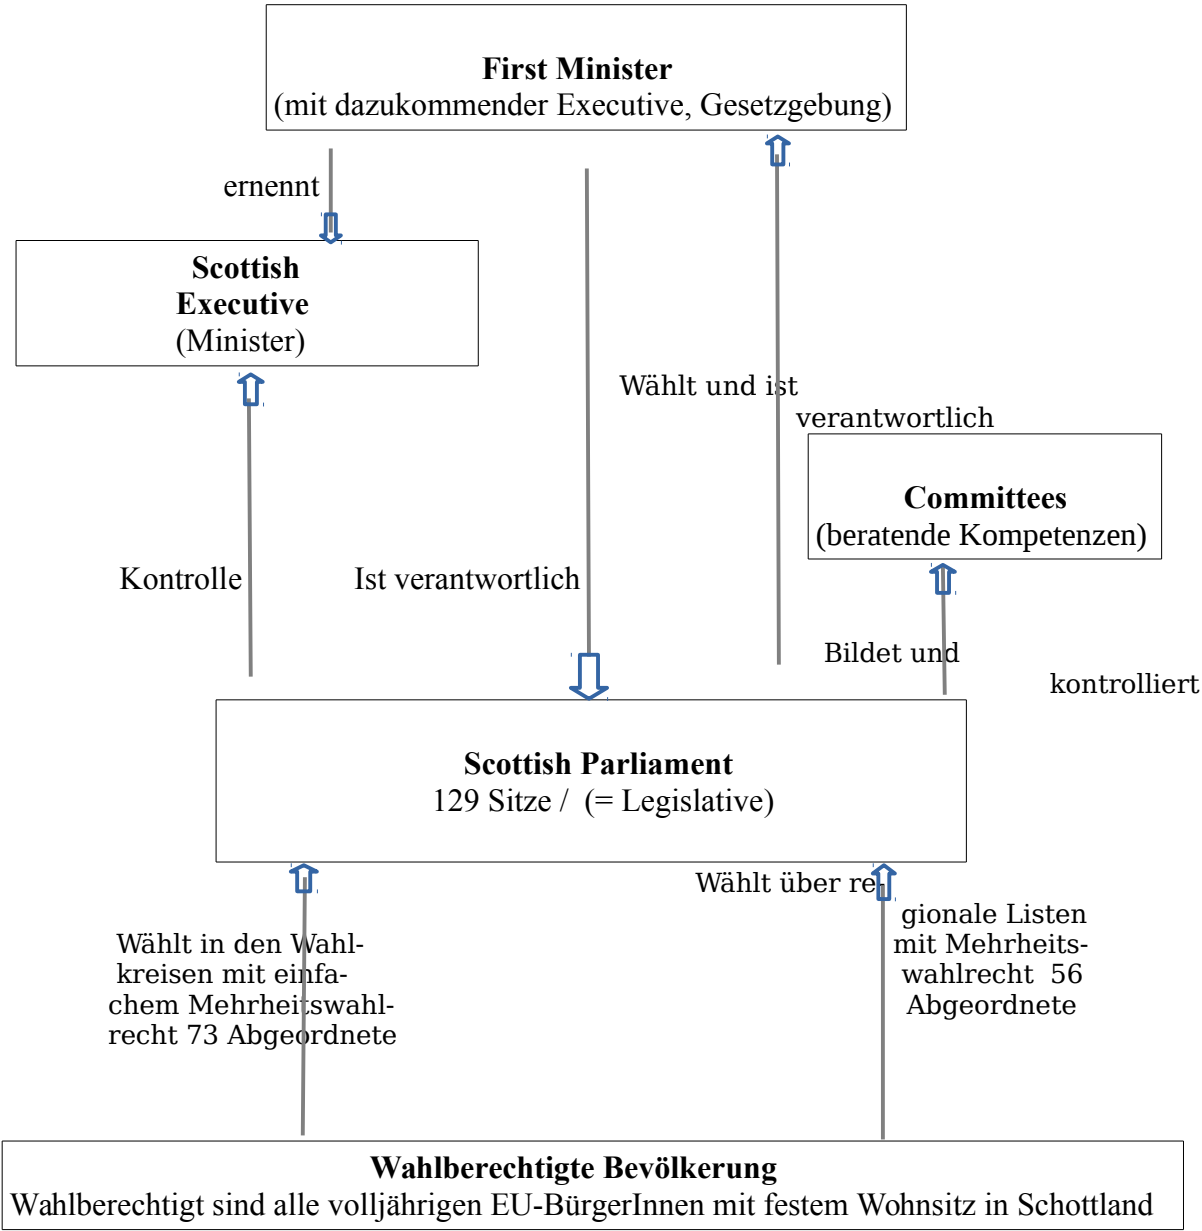 First Minister
(mit dazukommender Executive, Gesetzgebung)
ernennt
Scottish
Executive
(Minister)
Wählt und ist
verantwortlich
Committees
(beratende Kompetenzen)
Kontrolle
Ist verantwortlich
Bildet und
kontrolliert
Scottish Parliament
129 Sitze /  (= Legislative)
Wählt in den Wahl-
kreisen mit einfa-
chem Mehrheitswahl-
recht 73 Abgeordnete
Wählt über re-
gionale Listen
mit Mehrheits-
wahlrecht  56
Abgeordnete
Wahlberechtigte Bevölkerung
Wahlberechtigt sind alle volljährigen EU-BürgerInnen mit festem Wohnsitz in Schottland